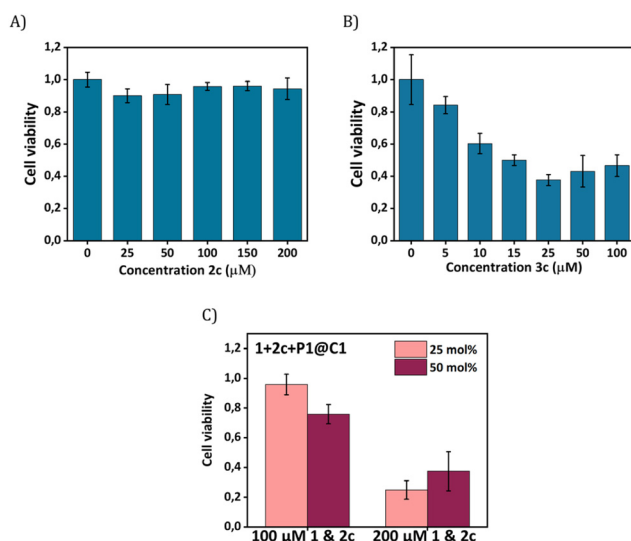 A)
1,2
1,0
0,8
0,6
0,4
0,2
0,0
Cell viability
0 25 50 100 150 200
Concentration 2c (µM)
B)
1,2
1,0
0,8
0,6
0,4
0,2
0,0
Cell viability
0 5 10 15 25 50 100
Concentration 3c (µM)
C)
1+2c+P1@C1
25 mol%
50 mol%
1,2
1,0
0,8
0,6
0,4
0,2
0,0
Cell viability
100 µM 1 & 2c 200 µM 1 & 2c